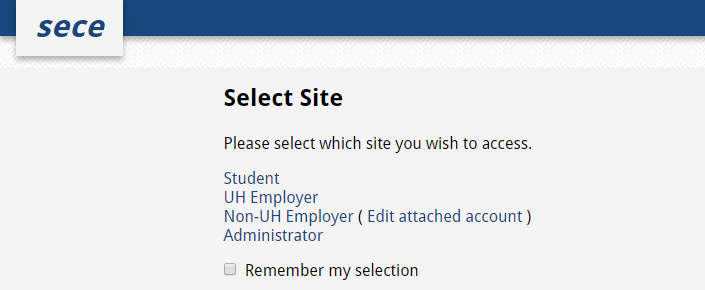 sece
Select Site
Please select which site you wish to access.
Student
UH Employer
Non-UH Employer ( Edit attached account )
Administrator
Remember my selection